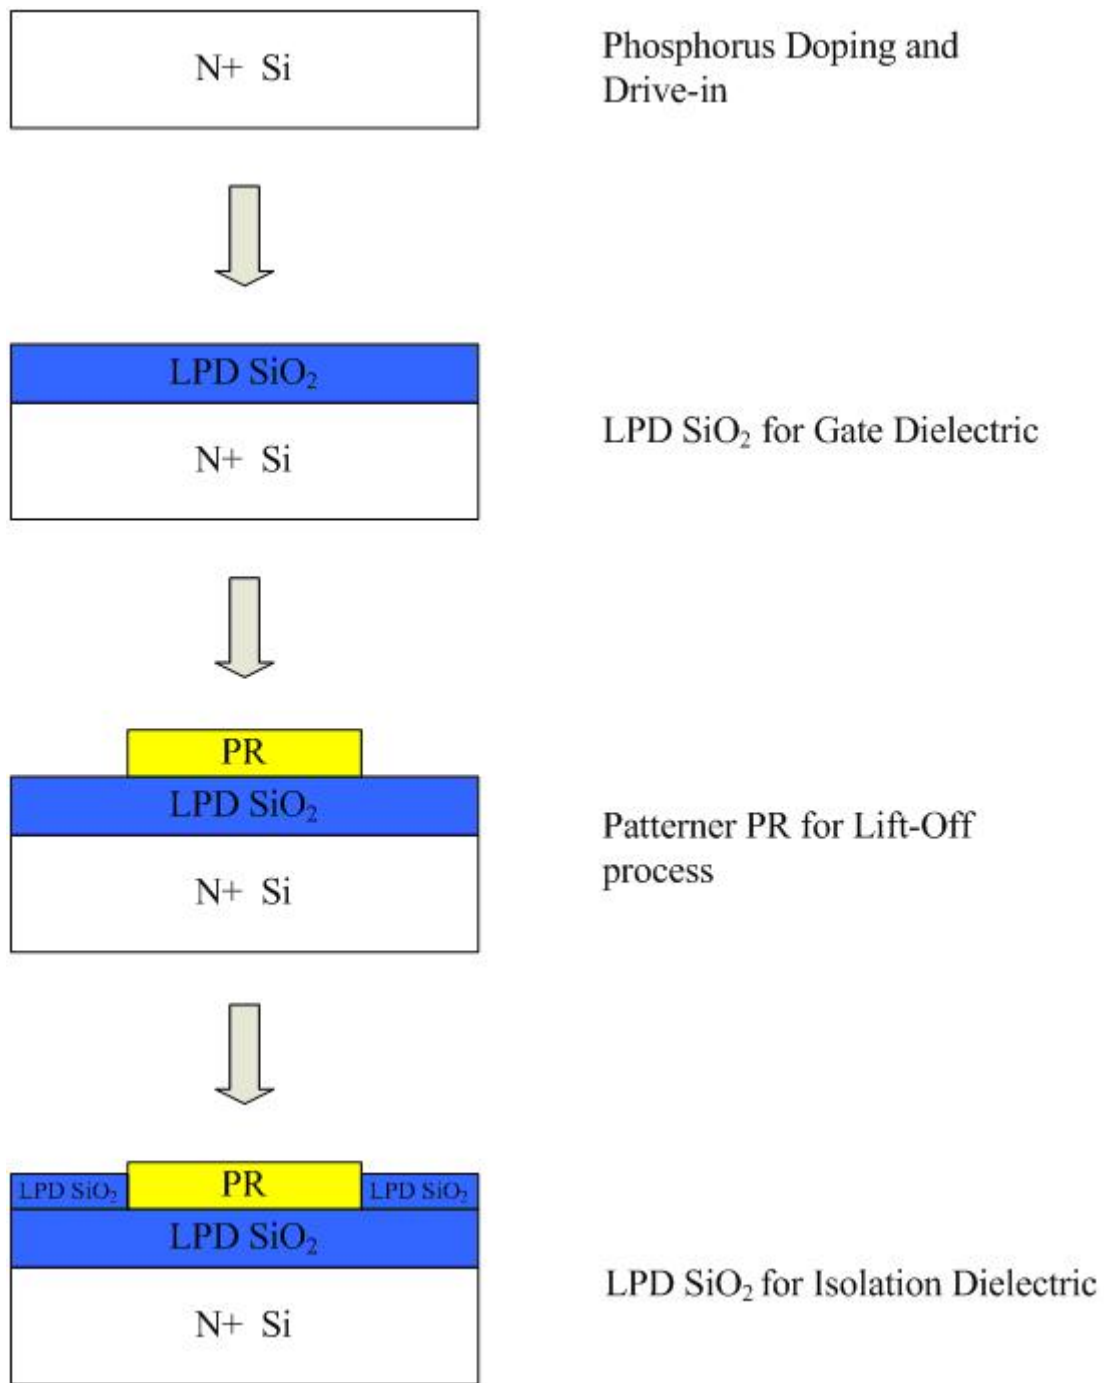 N+ Si
Phosphorus Doping and
Drive-in
LPD SiO₂
N+ Si
LPD SiO₂ for Gate Dielectric
PR
LPD SiO₂
N+ Si
Patterner PR for Lift-Off
process
LPD SiO₂
PR
LPD SiO₂
LPD SiO₂
N+ Si
LPD SiO₂ for Isolation Dielectric